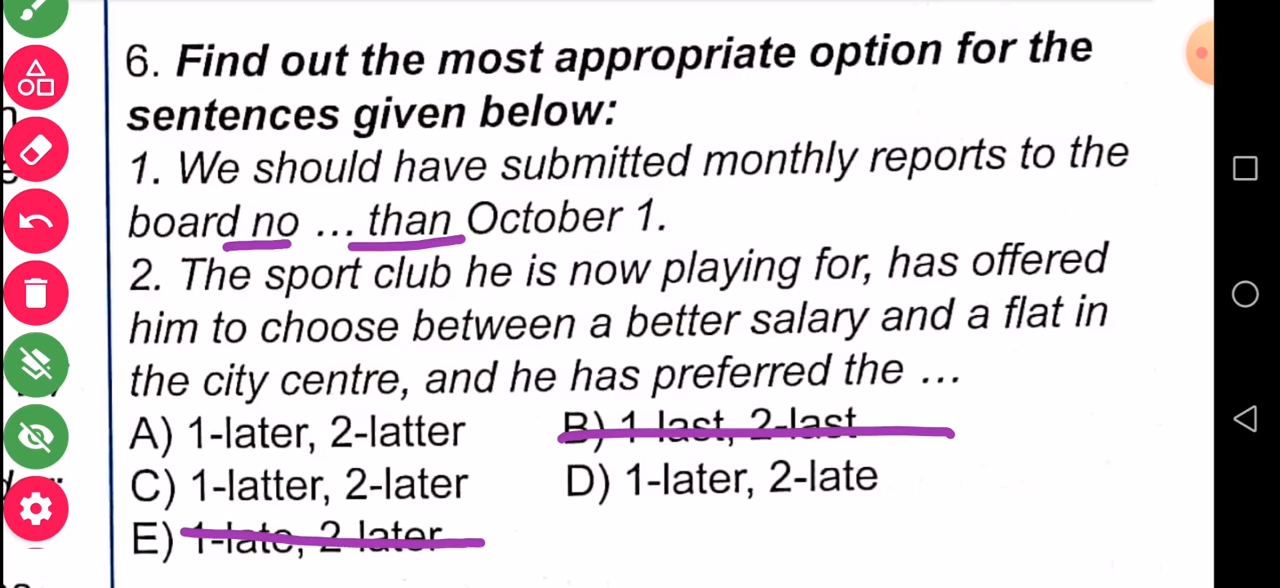 6. Find out the most appropriate option for the
sentences given below:
1. We should have submitted monthly reports to the
board no ... than October 1.
2. The sport club he is now playing for, has offered
him to choose between a better salary and a flat in
the city centre, and he has preferred the ...
A) 1-later, 2-latter B) 1-last, 2-last
C) 1-latter, 2-later D) 1-later, 2-late
E) 1-late, 2-later